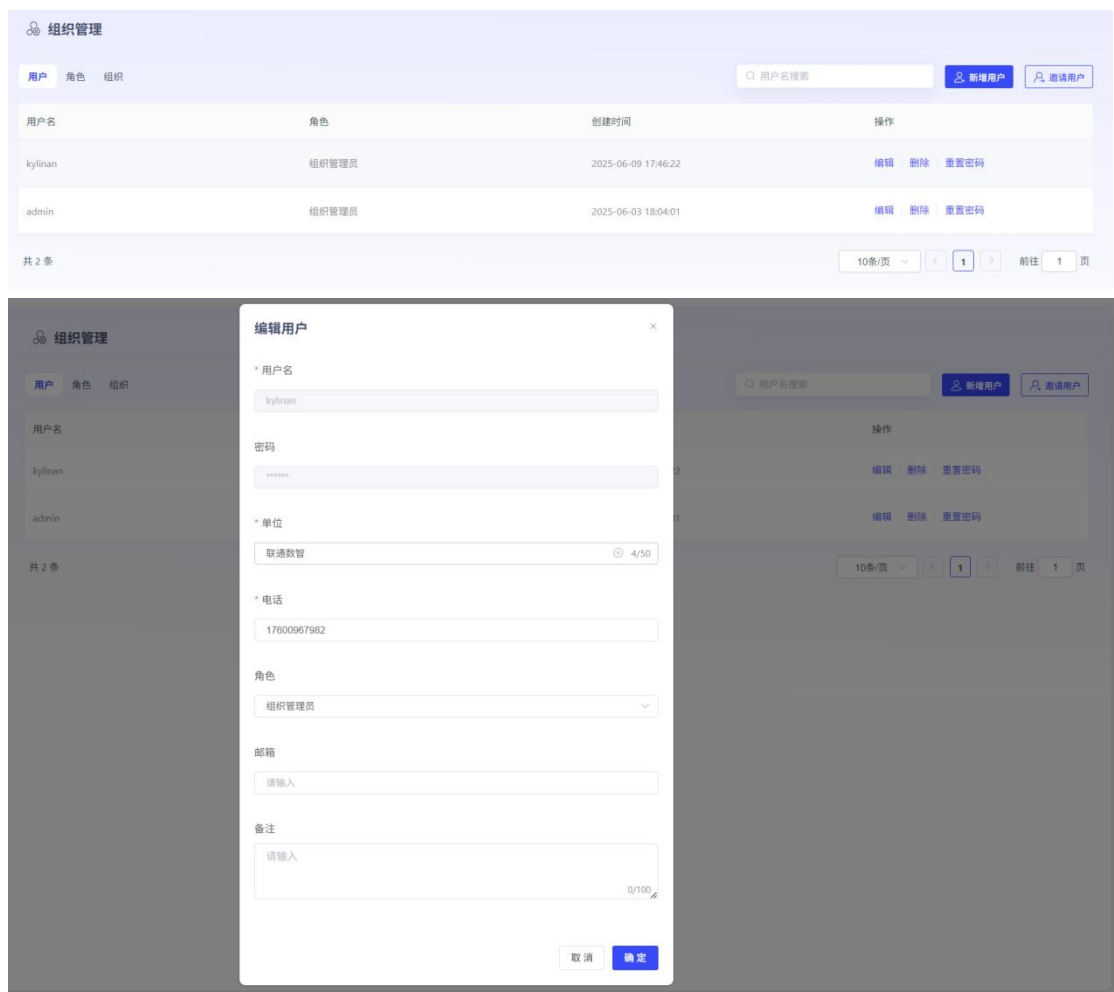 组织管理
用户 角色 组织 用户名搜索 新增用户 邀请用户
用户名 角色 创建时间 操作
kylinan 组织管理员 2025-06-09 17:46:22 编辑 删除 重置密码
admin 组织管理员 2025-06-03 18:04:01 编辑 删除 重置密码
共 2 条 10条/页 1 前往 1 页
组织管理
用户 角色 组织 用户名搜索 新增用户 邀请用户
用户名 操作
kylinan 22 编辑 删除 重置密码
admin 01 编辑 删除 重置密码
共 2 条 10条/页 1 前往 1 页
编辑用户
* 用户名
kylinan
密码
******
* 单位
联通数智 4/50
* 电话
17600967982
角色
组织管理员
邮箱
请输入
备注
请输入
0/100
取消 确定